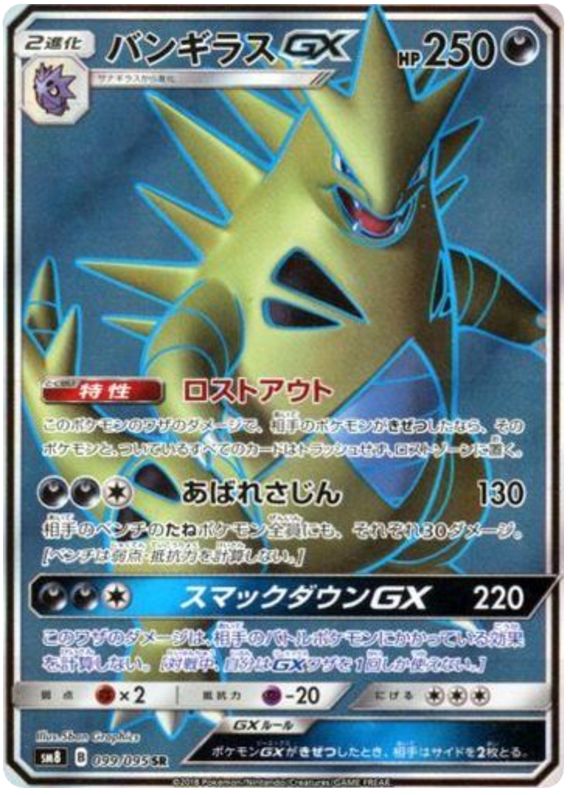 2進化 バンギラスGX HP250
サナギラスから進化
特性 ロストアウト
このポケモンのワザのダメージで、相手のポケモンがきぜつしたなら、その
ポケモンと、ついているすべてのカードはトラッシュせず、ロストゾーンに置く。
あばれさじん 130
相手のベンチのたねポケモン全員にも、それぞれ30ダメージ。
[ベンチは弱点・抵抗力を計算しない。]
スマックダウンGX 220
このワザのダメージは、相手のバトルポケモンにかかっている効果
を計算しない。[対戦中、自分はGXワザを1回しか使えない。]
弱点 ×2 抵抗力 -20 にげる
Illus. 5ban Graphics
GXルール
SM8 B 099/095 SR
ポケモンGXがきぜつしたとき、相手はサイドを2枚とる。
©2018 Pokémon/Nintendo/Creatures/GAME FREAK